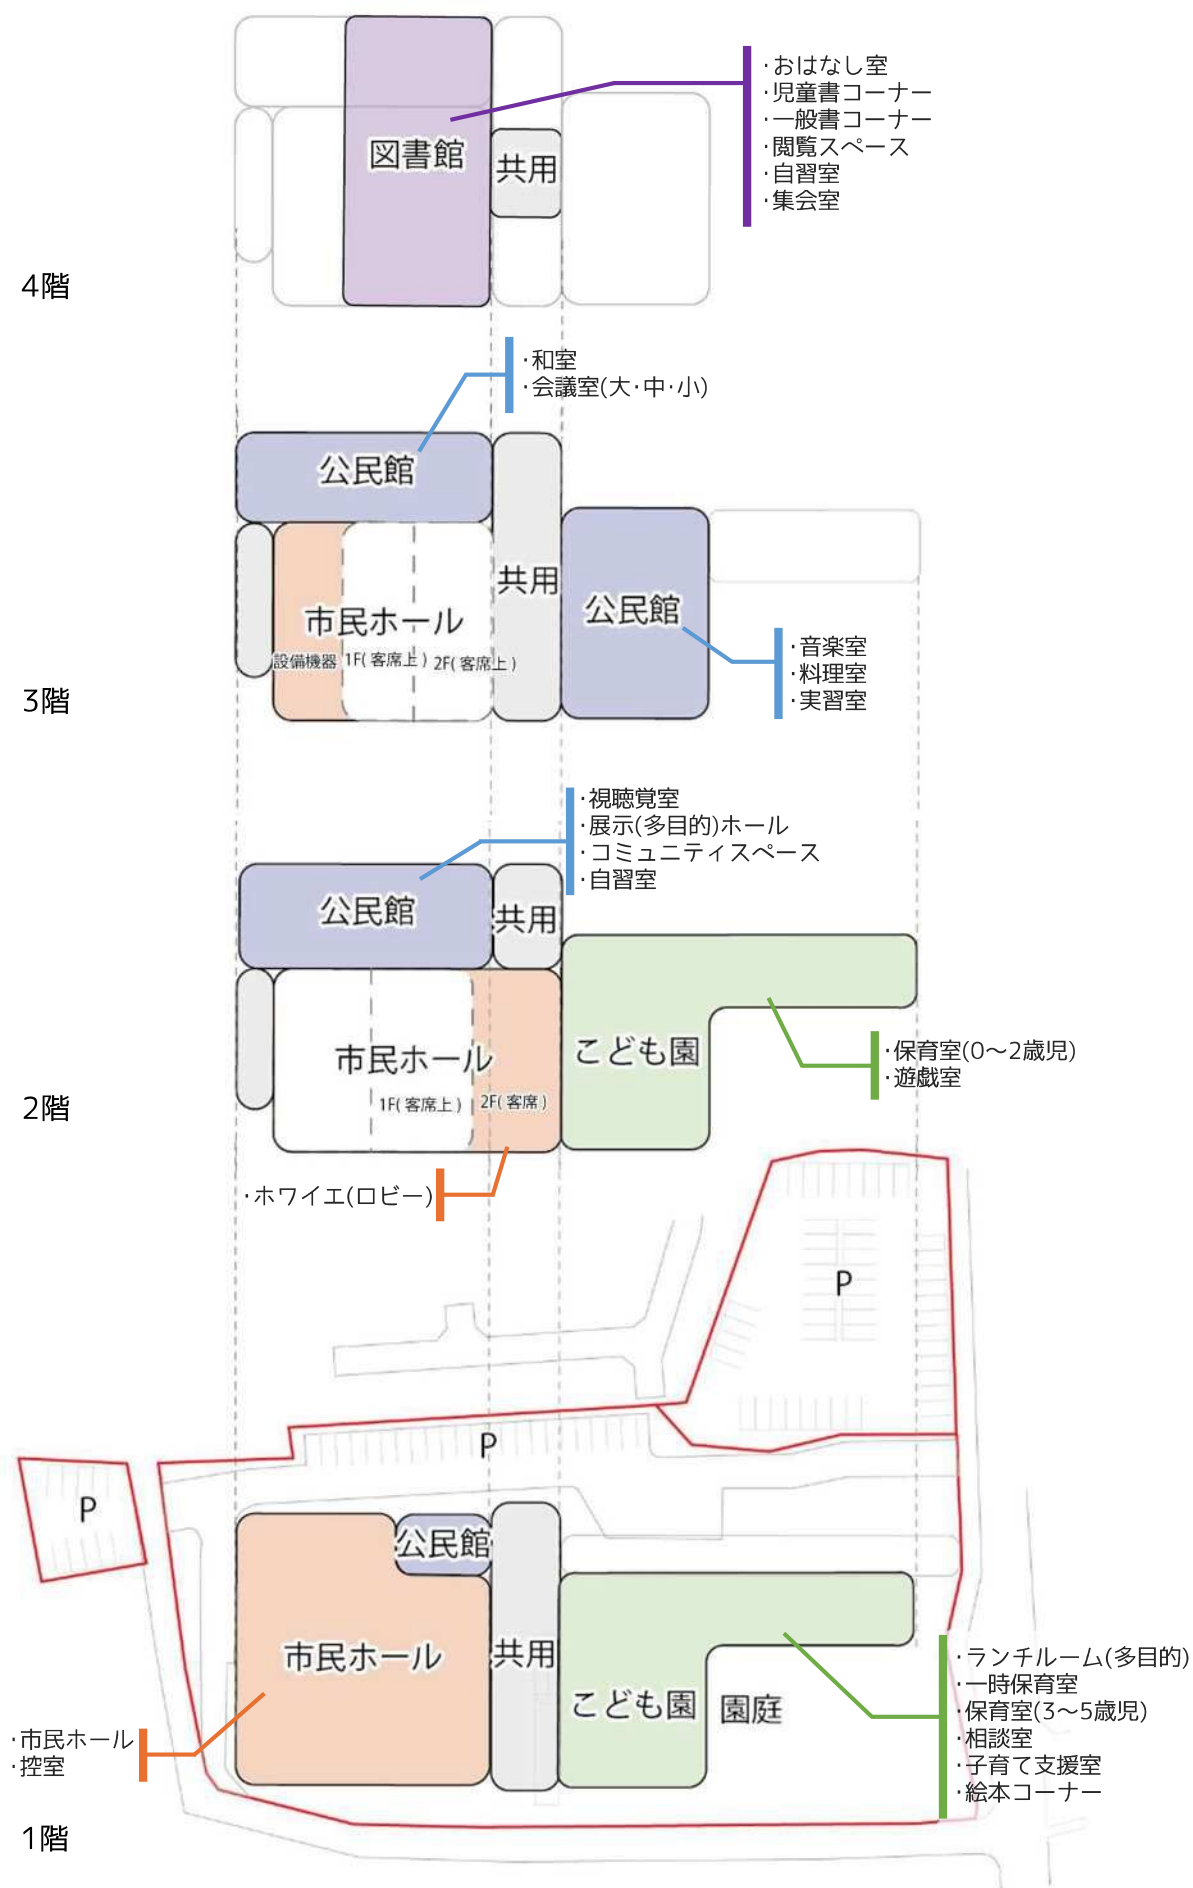 ・おはなし室
・児童書コーナー
・一般書コーナー
・閲覧スペース
・自習室
・集会室
図書館
共用
4階
・和室
・会議室(大・中・小)
公民館
共用
公民館
市民ホール
設備機器
1F(客席上)
2F(客席上)
・音楽室
・料理室
・実習室
3階
・視聴覚室
・展示(多目的)ホール
・コミュニティスペース
・自習室
公民館
共用
こども園
市民ホール
1F(客席上)
2F(客席)
・保育室(0〜2歳児)
・遊戯室
2階
・ホワイエ(ロビー)
P
P
P
公民館
市民ホール
共用
こども園
園庭
・ランチルーム(多目的)
・一時保育室
・保育室(3〜5歳児)
・相談室
・子育て支援室
・絵本コーナー
・市民ホール
・控室
1階